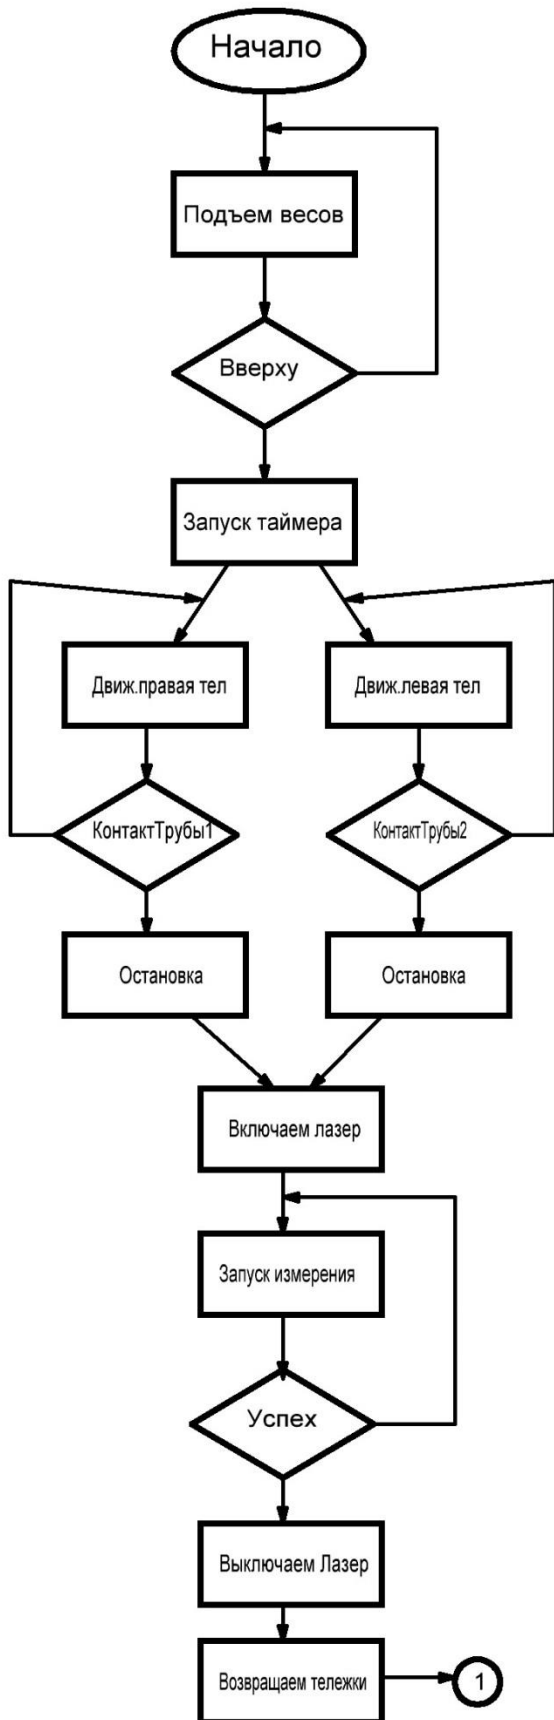 Начало
Подъем весов
Вверху
Запуск таймера
Движ.правая тел
Движ.левая тел
КонтактТрубы1
КонтактТрубы2
Остановка
Остановка
Включаем лазер
Запуск измерения
Успех
Выключаем Лазер
Возвращаем тележки
1